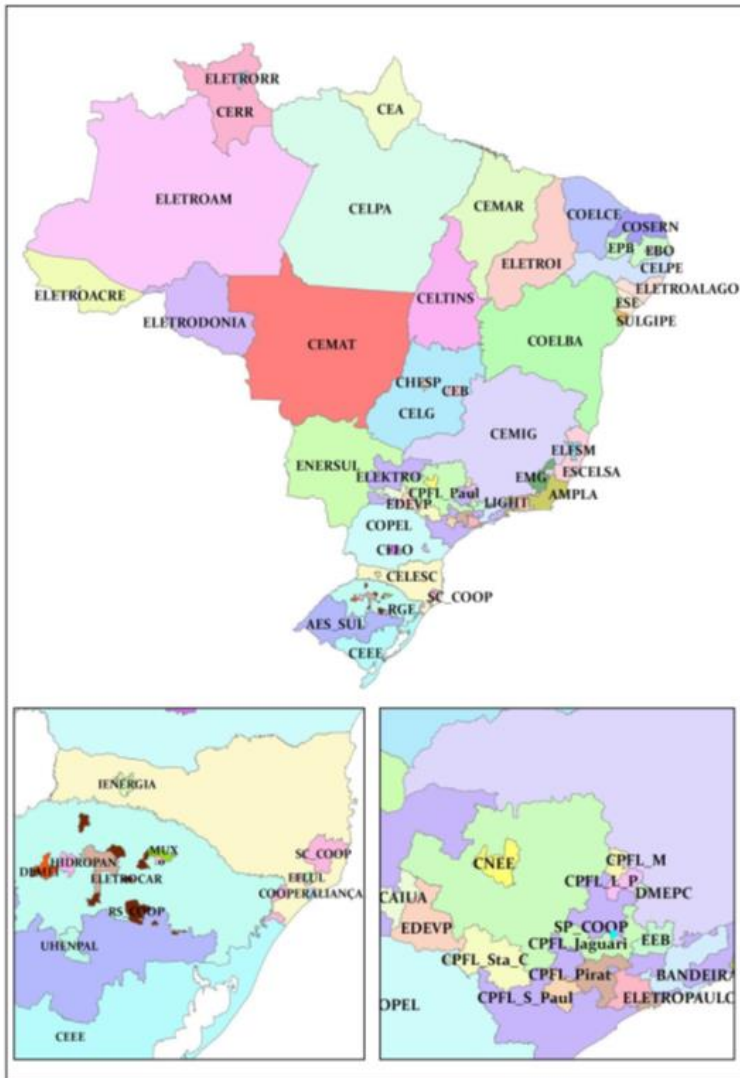 ELETRORR
CERR
CEA
ELETROAM
CELPA
CEMAR
COELCE
COSERN
EPB
EBO
CELPE
ELETROI
ELETROALAGO
ESE
SULGIPE
ELETROACRE
ELETRODONIA
CELTINS
CEMAT
COELBA
CHESP
CEB
CELG
CEMIG
ELFSM
ENERSUL
ELEKTRO
EMG
ESCELSA
CPFL_Paul
AMPLA
EDEVP
LIGHT
COPEL
CFLO
CELESC
SC_COOP
RGE
AES_SUL
CEEE
IENERGIA
MUX
SC_COOP
HIDROPAN
DEMEI
ELETROCAR
EFLUL
COOPERALIANÇA
RS_COOP
UHENPAL
CEEE
CNEE
CPFL_M
CPFL_L_P
CAIUA
DMEPC
EDEVP
SP_COOP
EEB
CPFL_Jaguari
CPFL_Sta_C
CPFL_Pirat
BANDEIRA
CPFL_S_Paul
ELETROPAULO
OPEL